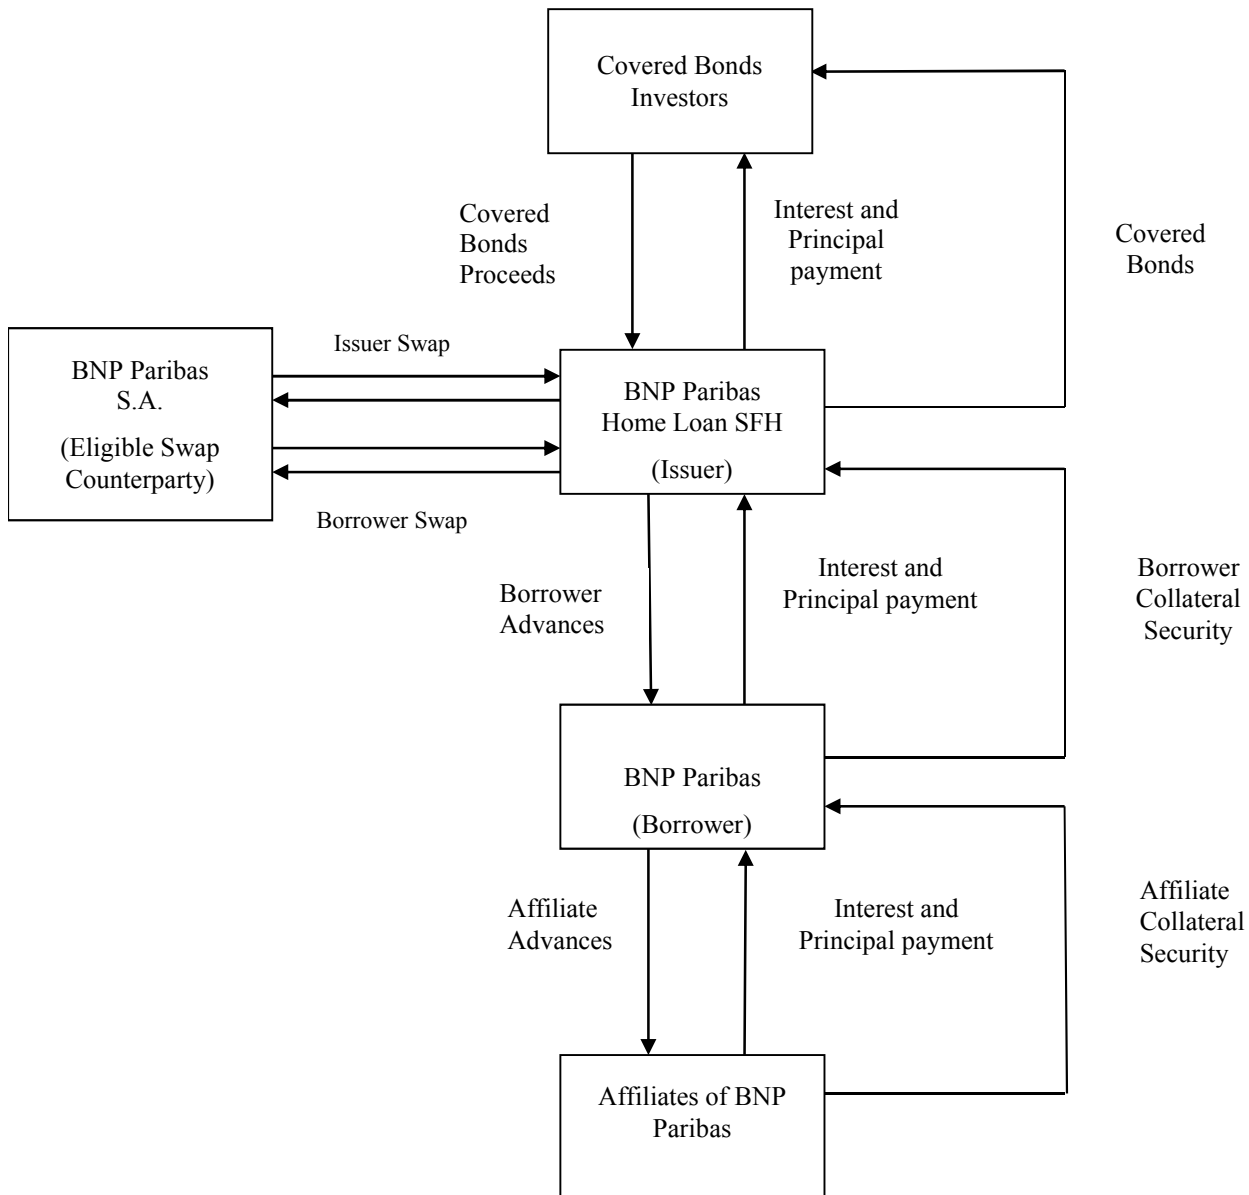 Covered Bonds
Investors
Covered
Bonds
Proceeds
Interest and
Principal
payment
Covered
Bonds
BNP Paribas
S.A.
(Eligible Swap
Counterparty)
Issuer Swap
Borrower Swap
BNP Paribas
Home Loan SFH
(Issuer)
Borrower
Advances
Interest and
Principal payment
Borrower
Collateral
Security
BNP Paribas
(Borrower)
Affiliate
Advances
Interest and
Principal payment
Affiliate
Collateral
Security
Affiliates of BNP
Paribas